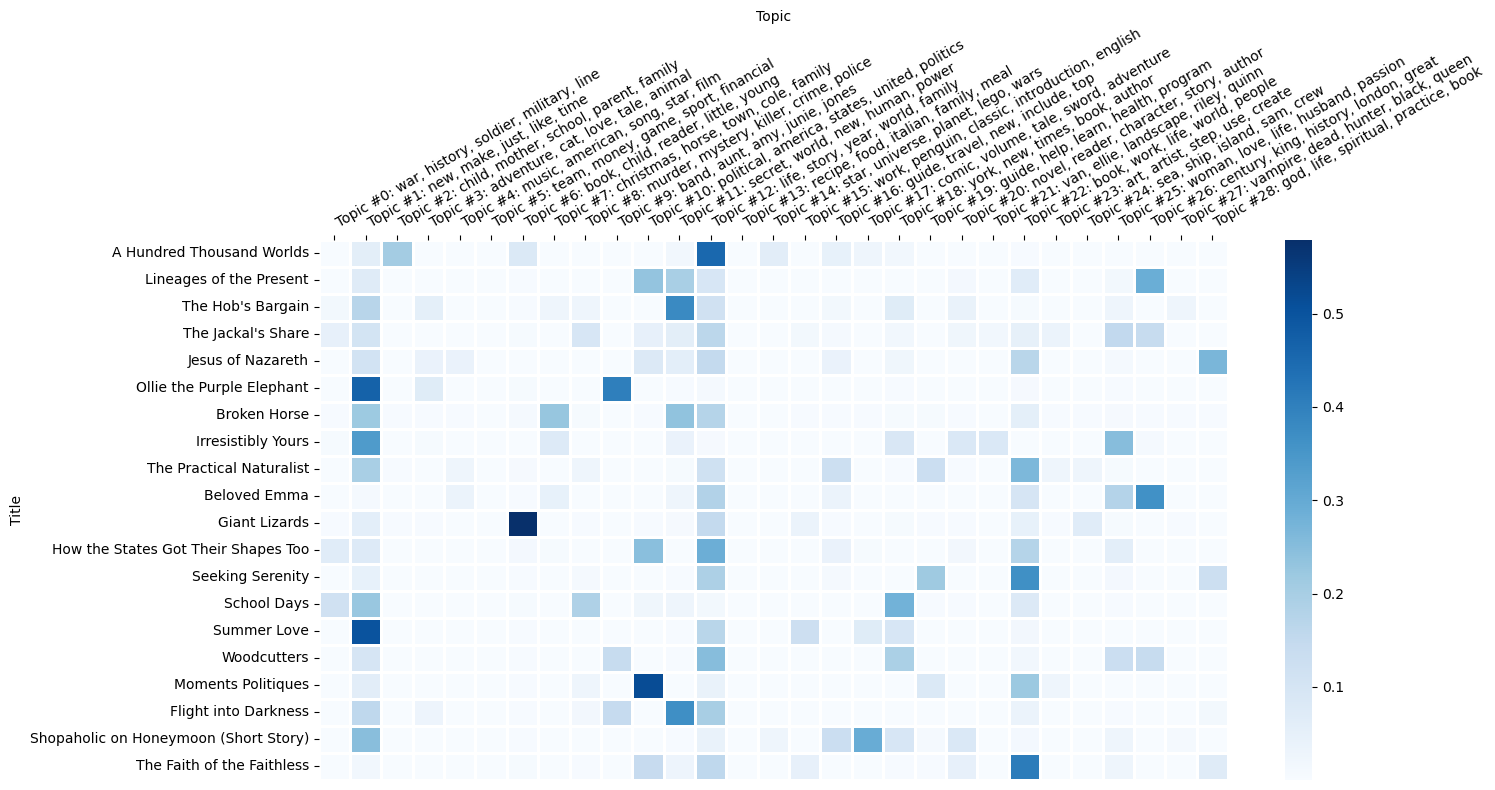 Topic
Topic #0: war, history, soldier, military, line
Topic #1: new, make, just, like, time
Topic #2: child, mother, school, parent, family
Topic #3: adventure, cat, love, tale, animal
Topic #4: music, american, song, star, film
Topic #5: team, money, game, sport, financial
Topic #6: book, child, reader, little, young
Topic #7: christmas, horse, town, cole, family
Topic #8: murder, mystery, killer, crime, police
Topic #9: band, aunt, amy, junie, jones
Topic #10: political, america, states, united, politics
Topic #11: secret, world, new, human, power
Topic #12: life, story, year, world, family
Topic #13: recipe, food, italian, family, meal
Topic #14: star, universe, planet, lego, wars
Topic #15: work, penguin, classic, introduction, english
Topic #16: guide, travel, new, include, top
Topic #17: comic, volume, tale, sword, adventure
Topic #18: york, new, times, book, author
Topic #19: guide, help, learn, health, program
Topic #20: novel, reader, character, story, author
Topic #21: van, ellie, landscape, riley, quinn
Topic #22: book, work, life, world, people
Topic #23: art, artist, step, use, create
Topic #24: sea, ship, island, sam, crew
Topic #25: woman, love, life, husband, passion
Topic #26: century, king, history, london, great
Topic #27: vampire, dead, hunter, black, queen
Topic #28: god, life, spiritual, practice, book
Title
A Hundred Thousand Worlds
Lineages of the Present
The Hob's Bargain
The Jackal's Share
Jesus of Nazareth
Ollie the Purple Elephant
Broken Horse
Irresistibly Yours
The Practical Naturalist
Beloved Emma
Giant Lizards
How the States Got Their Shapes Too
Seeking Serenity
School Days
Summer Love
Woodcutters
Moments Politiques
Flight into Darkness
Shopaholic on Honeymoon (Short Story)
The Faith of the Faithless
0.5
0.4
0.3
0.2
0.1